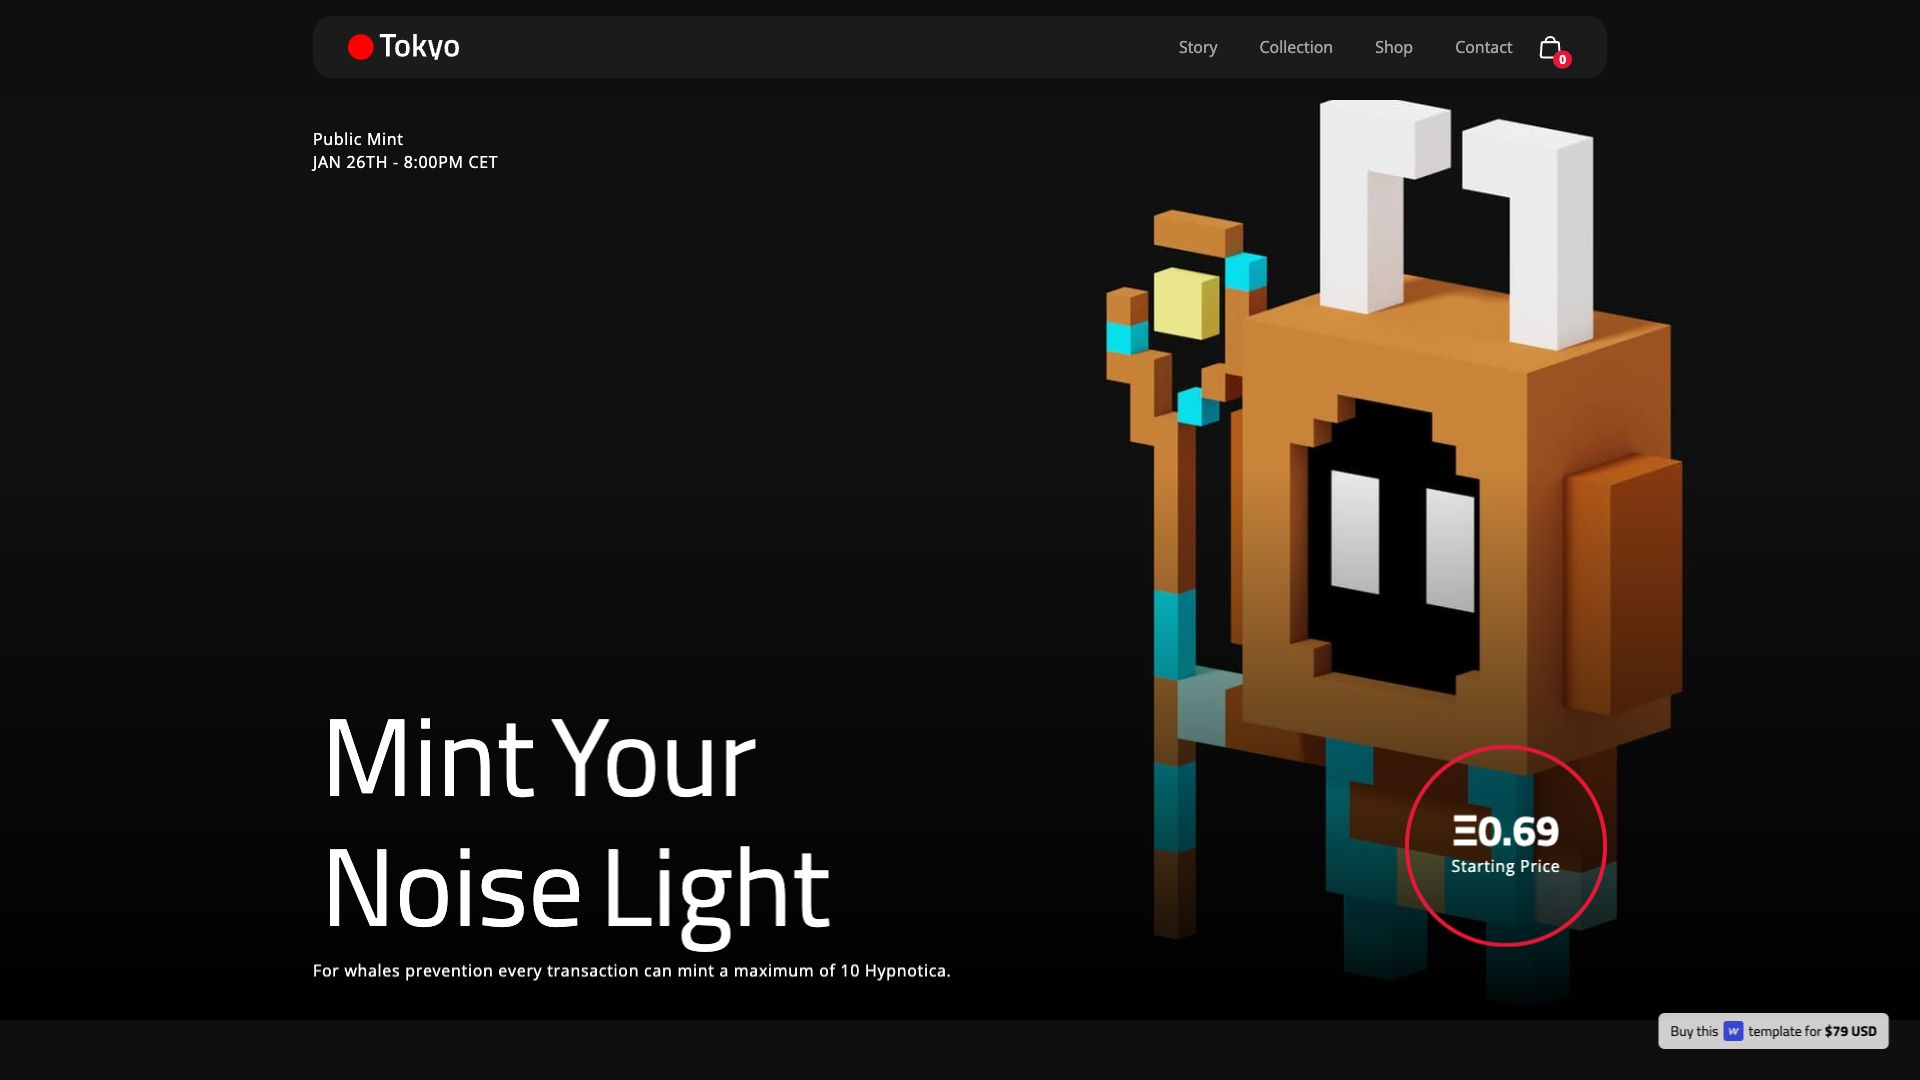 Tokyo
Story
Collection
Shop
Contact
0
Public Mint
JAN 26TH - 8:00PM CET
Mint Your
Noise Light
Ξ0.69
Starting Price
For whales prevention every transaction can mint a maximum of 10 Hypnotica.
Buy this W template for $79 USD